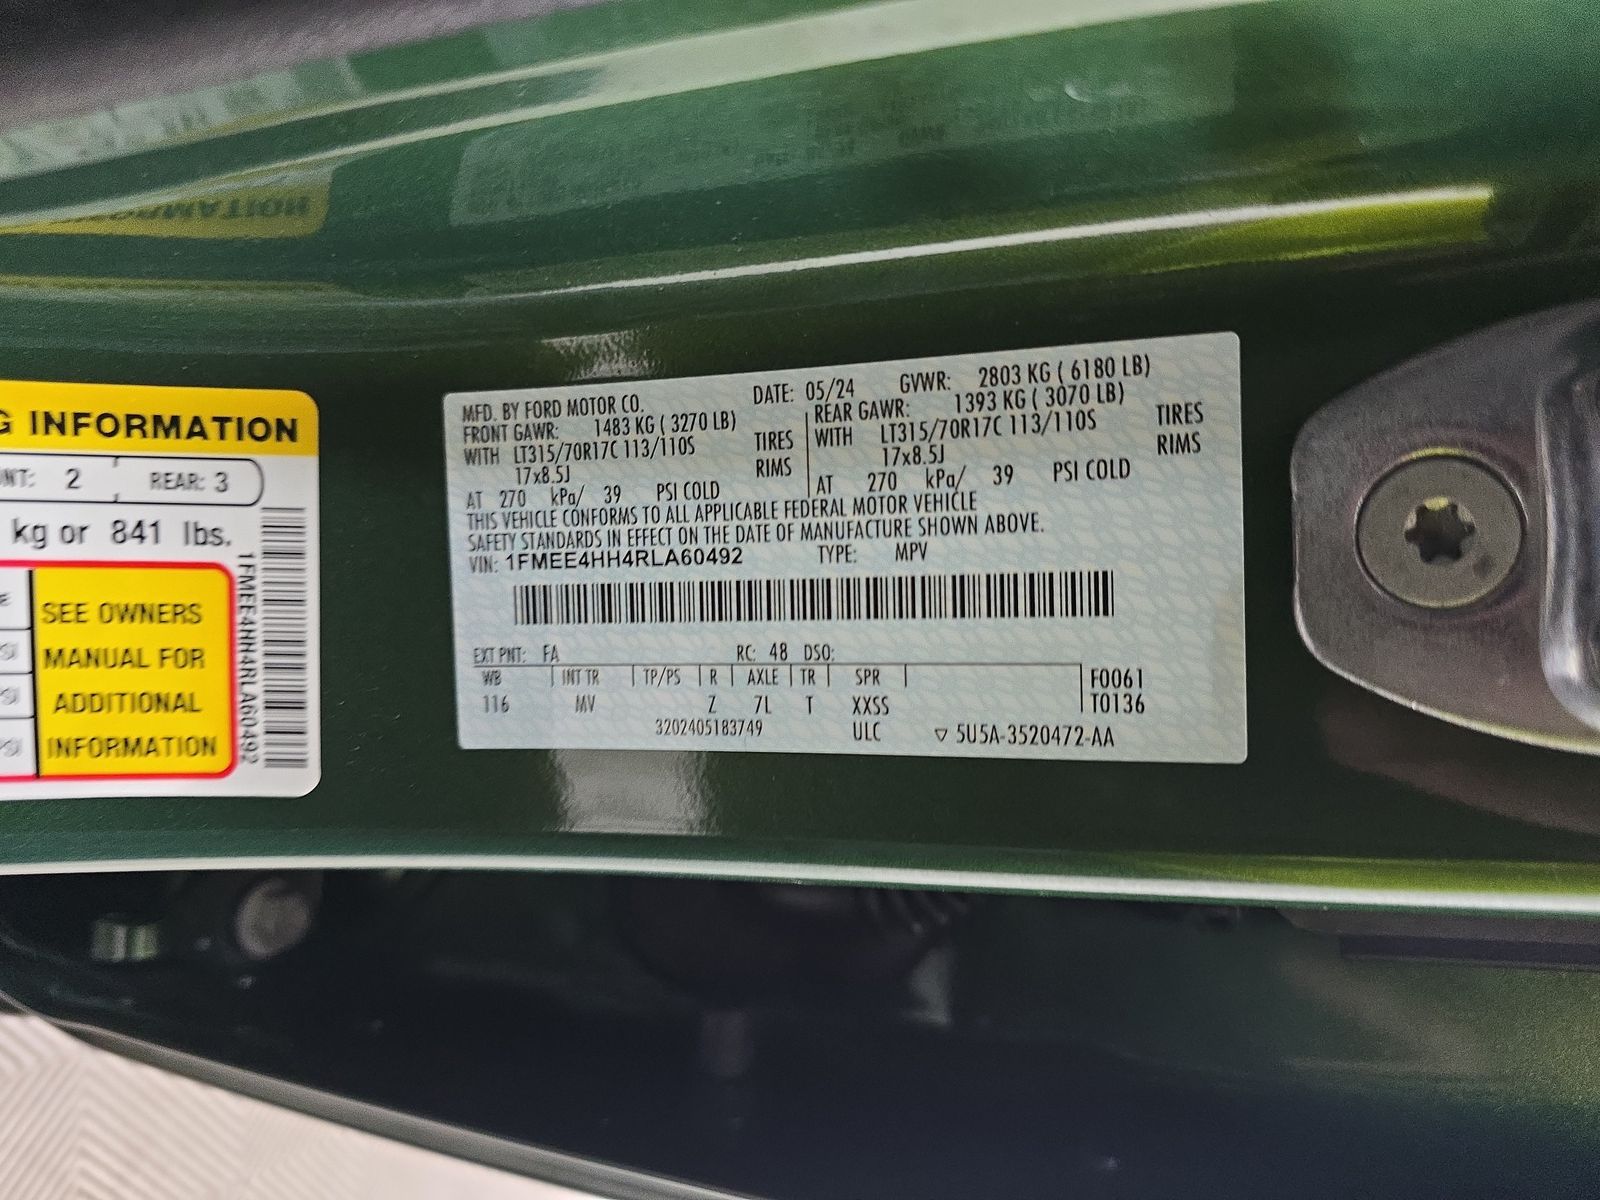 G INFORMATION
NT: 2 REAR: 3
kg or 841 lbs.
SEE OWNERS
MANUAL FOR
ADDITIONAL
INFORMATION
1FMEE4HH4RLA60492
MFD. BY FORD MOTOR CO. DATE: 05/24 GVWR: 2803 KG ( 6180 LB)
FRONT GAWR: 1483 KG ( 3270 LB) REAR GAWR: 1393 KG ( 3070 LB)
WITH LT315/70R17C 113/110S TIRES WITH LT315/70R17C 113/110S TIRES
17x8.5J RIMS 17x8.5J RIMS
AT 270 kPa/ 39 PSI COLD AT 270 kPa/ 39 PSI COLD
THIS VEHICLE CONFORMS TO ALL APPLICABLE FEDERAL MOTOR VEHICLE
SAFETY STANDARDS IN EFFECT ON THE DATE OF MANUFACTURE SHOWN ABOVE.
VIN: 1FMEE4HH4RLA60492 TYPE: MPV
EXT PNT: FA RC: 48 DSO:
WB INT TR TP/PS R AXLE TR SPR F0061
116 MV Z 7L T XXSS T0136
3202405183749 ULC ▽ 5U5A-3520472-AA